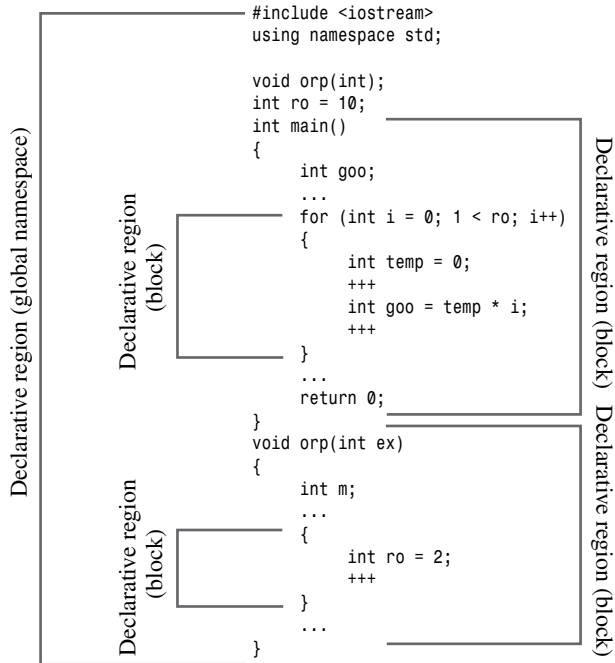 #include <iostream>
using namespace std;
void orp(int);
int ro = 10;
int main()
{
int goo;
...
for (int i = 0; 1 < ro; i++)
{
int temp = 0;
+++
int goo = temp * i;
+++
}
...
return 0;
}
void orp(int ex)
{
int m;
...
{
int ro = 2;
+++
}
...
}
Declarative region (global namespace)
Declarative region
(block)
Declarative region
(block)
Declarative region (block)
Declarative region (block)